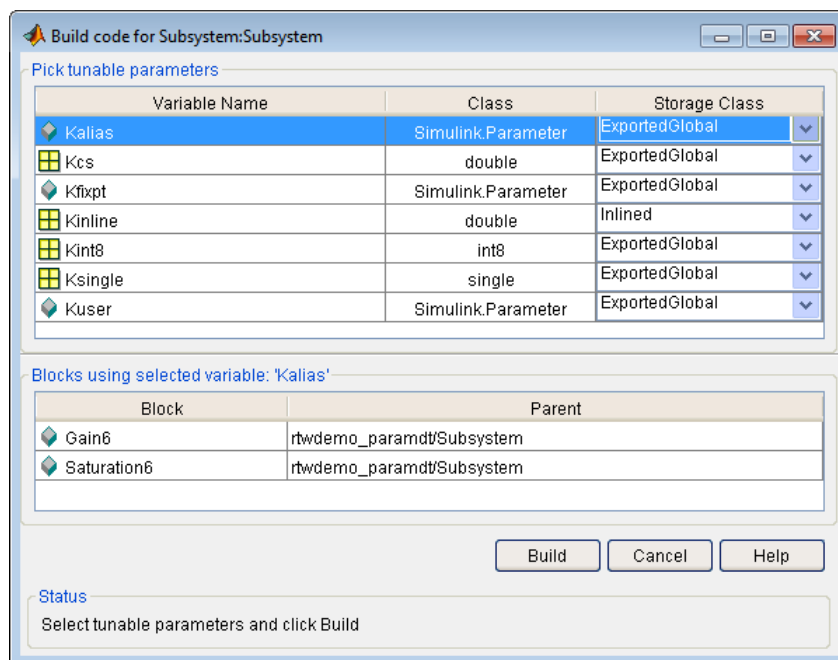 Build code for Subsystem:Subsystem
Pick tunable parameters
Variable Name Class Storage Class
Kalias Simulink.Parameter ExportedGlobal
Kcs double ExportedGlobal
Kfixpt Simulink.Parameter ExportedGlobal
Kinline double Inlined
Kint8 int8 ExportedGlobal
Ksingle single ExportedGlobal
Kuser Simulink.Parameter ExportedGlobal
Blocks using selected variable: 'Kalias'
Block Parent
Gain6 rtwdemo_paramdt/Subsystem
Saturation6 rtwdemo_paramdt/Subsystem
Build Cancel Help
Status
Select tunable parameters and click Build